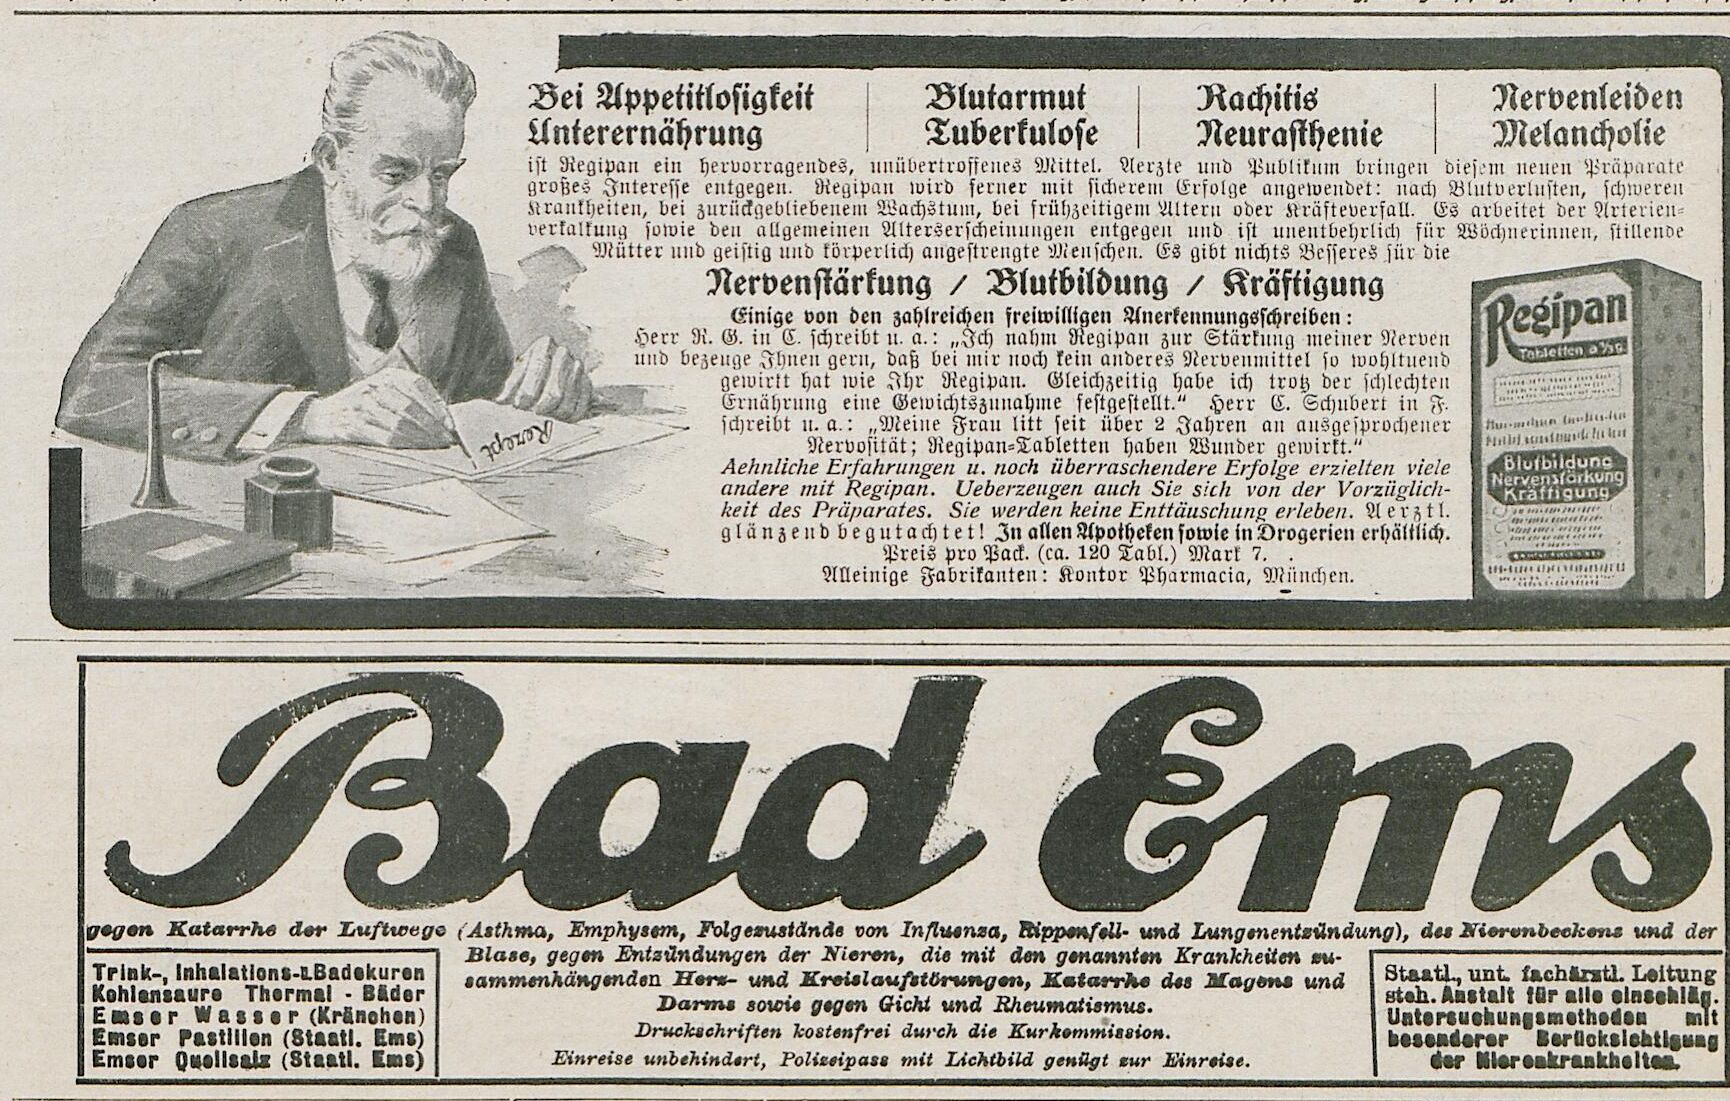 Bei Appetitlosigkeit
Unterernährung
Blutarmut
Tuberkulose
Rachitis
Neurasthenie
Nervenleiden
Melancholie
ist Regipan ein hervorragendes, unübertroffenes Mittel. Aerzte und Publikum bringen diesem neuen Präparate
großes Interesse entgegen. Regipan wird ferner mit sicherem Erfolge angewendet: nach Blutverlusten, schweren
Krankheiten, bei zurückgebliebenem Wachstum, bei frühzeitigem Altern oder Kräfteverfall. Es arbeitet der Arterien-
verkalkung sowie den allgemeinen Alterserscheinungen entgegen und ist unentbehrlich für Wöchnerinnen, stillende
Mütter und geistig und körperlich angestrengte Menschen. Es gibt nichts Besseres für die
Nervenstärkung / Blutbildung / Kräftigung
Einige von den zahlreichen freiwilligen Anerkennungsschreiben:
Herr R. G. in C. schreibt u. a.: „Ich nahm Regipan zur Stärkung meiner Nerven
und bezeuge Ihnen gern, daß bei mir noch kein anderes Nervenmittel so wohltuend
gewirkt hat wie Ihr Regipan. Gleichzeitig habe ich trotz der schlechten
Ernährung eine Gewichtszunahme festgestellt.“ Herr C. Schubert in F.
schreibt u. a.: „Meine Frau litt seit über 2 Jahren an ausgesprochener
Nervosität; Regipan-Tabletten haben Wunder gewirkt.“
Aehnliche Erfahrungen u. noch überraschendere Erfolge erzielten viele
andere mit Regipan. Ueberzeugen auch Sie sich von der Vorzüglich-
keit des Präparates. Sie werden keine Enttäuschung erleben. Aerztl.
glänzend begutachtet! In allen Apotheken sowie in Drogerien erhältlich.
Preis pro Pack. (ca. 120 Tabl.) Mark 7.
Alleinige Fabrikanten: Kontor Pharmacia, München.
Rezept
Regipan
Tabletten a ½ g
Blutbildung
Nervenstärkung
Kräftigung
Bad Ems
gegen Katarrhe der Luftwege (Asthma, Emphysem, Folgezustände von Influenza, Rippenfell- und Lungenentzündung), des Nierenbeckens und der
Blase, gegen Entzündungen der Nieren, die mit den genannten Krankheiten zu-
sammenhängenden Herz- und Kreislaufstörungen, Katarrhe des Magens und
Darms sowie gegen Gicht und Rheumatismus.
Druckschriften kostenfrei durch die Kurkommission.
Einreise unbehindert, Polizeipass mit Lichtbild genügt zur Einreise.
Trink-, Inhalations- u. Badekuren
Kohlensaure Thermal-Bäder
Emser Wasser (Kränchen)
Emser Pastillen (Staatl. Ems)
Emser Quellsalz (Staatl. Ems)
Staatl., unt. fachärztl. Leitung
steh. Anstalt für alle einschläg.
Untersuchungsmethoden mit
besonderer Berücksichtigung
der Nierenkrankheiten.